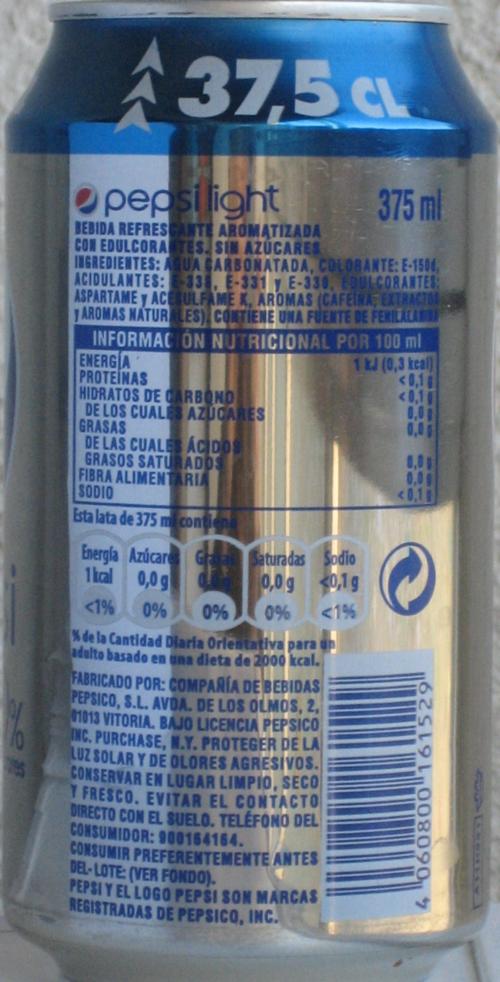 37,5 CL
pepsi light 375 ml
BEBIDA REFRESCANTE AROMATIZADA
CON EDULCORANTES. SIN AZÚCARES
INGREDIENTES: AGUA CARBONATADA, COLORANTE: E-150d,
ACIDULANTES: E-338, E-331 y E-330, EDULCORANTES:
ASPARTAME y ACESULFAME K, AROMAS (CAFEÍNA, EXTRACTOS
y AROMAS NATURALES). CONTIENE UNA FUENTE DE FENILALANINA
INFORMACIÓN NUTRICIONAL POR 100 ml
ENERGÍA 1 kJ (0,3 kcal)
PROTEÍNAS <0,1 g
HIDRATOS DE CARBONO <0,1 g
DE LOS CUALES AZÚCARES 0,0 g
GRASAS 0,0 g
DE LAS CUALES ÁCIDOS
GRASOS SATURADOS 0,0 g
FIBRA ALIMENTARIA 0,0 g
SODIO <0,1 g
Esta lata de 375 ml contiene
Energía Azúcares Grasas Saturadas Sodio
1 kcal 0,0 g 0,0 g 0,0 g <0,1 g
<1% 0% 0% 0% <1%
% de la Cantidad Diaria Orientativa para un
adulto basado en una dieta de 2000 kcal.
FABRICADO POR: COMPAÑÍA DE BEBIDAS
PEPSICO, S.L. AVDA. DE LOS OLMOS, 2,
01013 VITORIA. BAJO LICENCIA PEPSICO
INC. PURCHASE, N.Y. PROTEGER DE LA
LUZ SOLAR Y DE OLORES AGRESIVOS.
CONSERVAR EN LUGAR LIMPIO, SECO
Y FRESCO. EVITAR EL CONTACTO
DIRECTO CON EL SUELO. TELÉFONO DEL
CONSUMIDOR: 900164164.
CONSUMIR PREFERENTEMENTE ANTES
DEL- LOTE: (VER FONDO).
PEPSI Y EL LOGO PEPSI SON MARCAS
REGISTRADAS DE PEPSICO, INC.
4 060800 161529
%